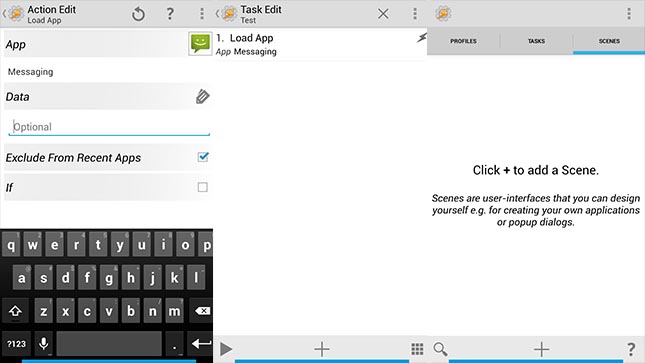 Action Edit
Load App
?
App
Messaging
Data
Optional
Exclude From Recent Apps
If
q w e r t y u i o p
a s d f g h j k l
z x c v b n m
?123 .
Task Edit
Test
1. Load App
App Messaging
PROFILES TASKS SCENES
Click + to add a Scene.
Scenes are user-interfaces that you can design
yourself e.g. for creating your own applications
or popup dialogs.
?